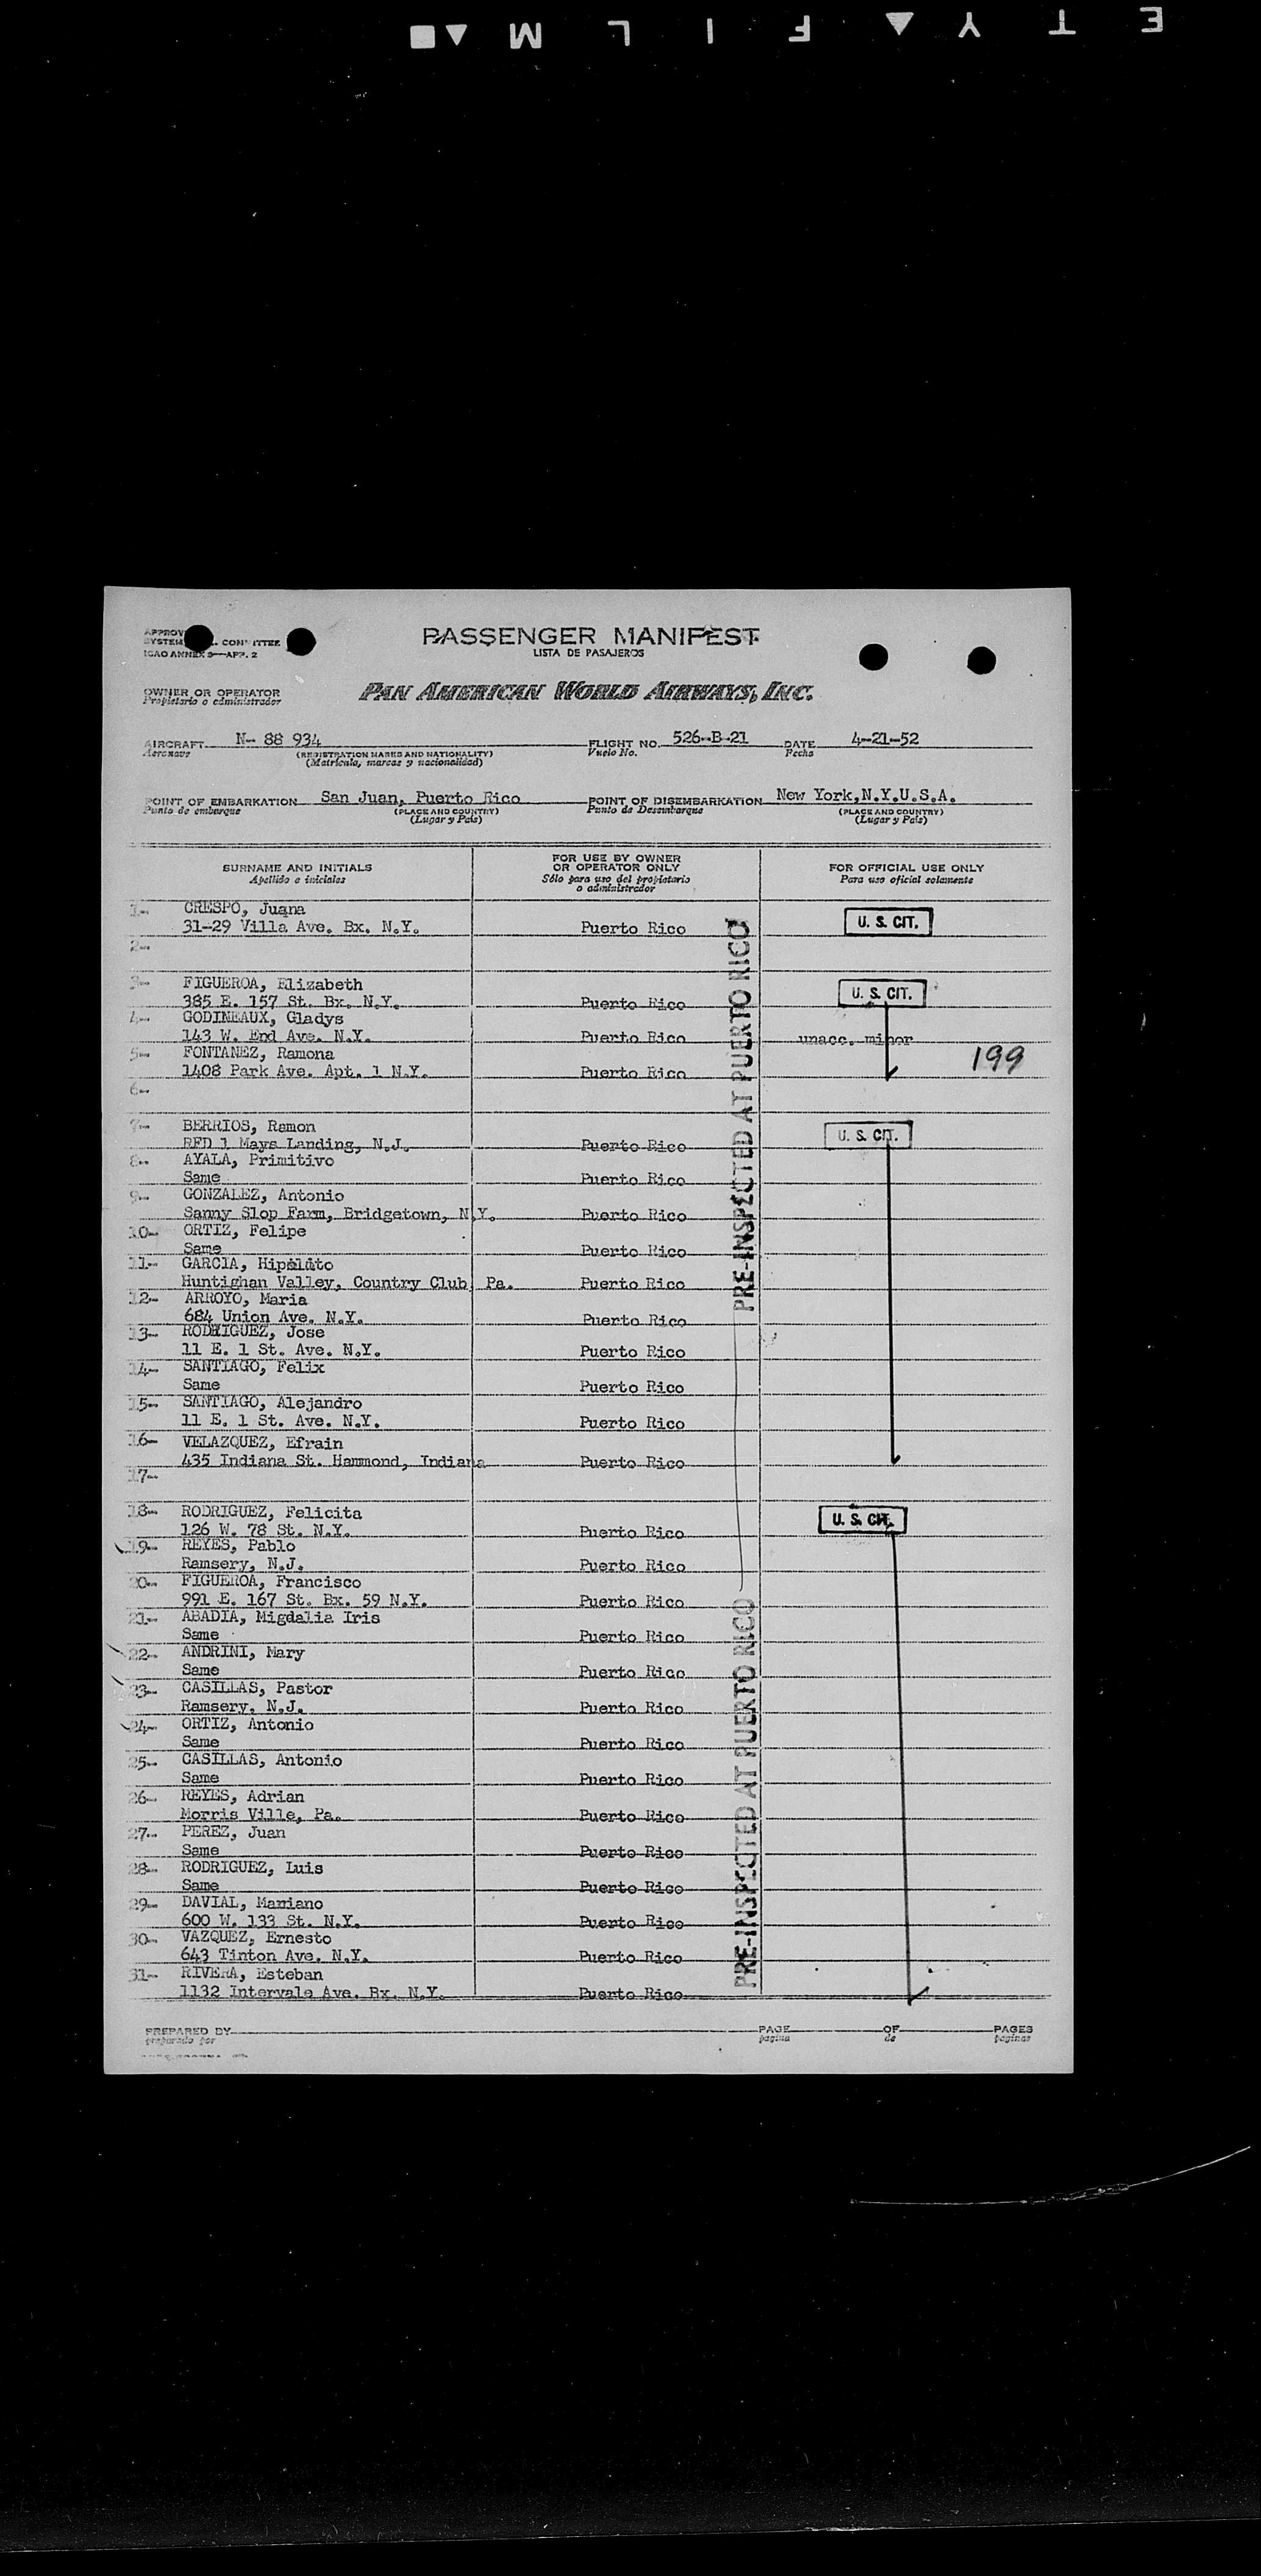 E T Y ▲ F I L M ▲ ■
PASSENGER MANIFEST
LISTA DE PASAJEROS
APPROV
SYSTEM COMMITTEE
ICAO ANNEX 9—APP. 2
OWNER OR OPERATOR
Propietario o administrador
PAN AMERICAN WORLD AIRWAYS, INC.
AIRCRAFT N- 88 934 FLIGHT NO. 526-B-21 DATE 4-21-52
Aeronave (REGISTRATION MARKS AND NATIONALITY) Vuelo No. Fecha
(Matrícula, marcas y nacionalidad)
POINT OF EMBARKATION San Juan, Puerto Rico POINT OF DISEMBARKATION New York,N.Y.U.S.A.
Punto de embarque (PLACE AND COUNTRY) Punto de Desembarque (PLACE AND COUNTRY)
(Lugar y País) (Lugar y País)
SURNAME AND INITIALS FOR USE BY OWNER OR OPERATOR ONLY FOR OFFICIAL USE ONLY
Apellido e iniciales Sólo para uso del propietario o administrador Para uso oficial solamente
1- CRESPO, Juana
31-29 Villa Ave. Bx. N.Y. Puerto Rico U. S. CIT.
2-
3- FIGUEROA, Elizabeth
385 E. 157 St. Bx. N.Y. Puerto Rico U. S. CIT.
4- GODINEAUX, Gladys
143 W. End Ave. N.Y. Puerto Rico unacc. minor
5- FONTANEZ, Ramona 199
1408 Park Ave. Apt. 1 N.Y. Puerto Rico
6-
7- BERRIOS, Ramon
RFD 1 Mays Landing, N.J. Puerto Rico U. S. CIT.
8- AYALA, Primitivo
Same Puerto Rico
9- GONZALEZ, Antonio
Sanny Slop Farm, Bridgetown, N.Y. Puerto Rico
10- ORTIZ, Felipe
Same Puerto Rico
11- GARCIA, Hipolito
Huntighan Valley, Country Club, Pa. Puerto Rico
12- ARROYO, Maria
684 Union Ave. N.Y. Puerto Rico
13- RODRIGUEZ, Jose
11 E. 1 St. Ave. N.Y. Puerto Rico
14- SANTIAGO, Felix
Same Puerto Rico
15- SANTIAGO, Alejandro
11 E. 1 St. Ave. N.Y. Puerto Rico
16- VELAZQUEZ, Efrain
435 Indiana St. Hammond, Indiana Puerto Rico
17-
18- RODRIGUEZ, Felicita
126 W. 78 St. N.Y. Puerto Rico U. S. CIT.
19- REYES, Pablo
Ramsery, N.J. Puerto Rico
20- FIGUEROA, Francisco
991 E. 167 St. Bx. 59 N.Y. Puerto Rico
21- ABADIA, Migdalia Iris
Same Puerto Rico
22- ANDRINI, Mary
Same Puerto Rico
23- CASILLAS, Pastor
Ramsery, N.J. Puerto Rico
24- ORTIZ, Antonio
Same Puerto Rico
25- CASILLAS, Antonio
Same Puerto Rico
26- REYES, Adrian
Morris Ville, Pa. Puerto Rico
27- PEREZ, Juan
Same Puerto Rico
28- RODRIGUEZ, Luis
Same Puerto Rico
29- DAVIAL, Mariano
600 W. 133 St. N.Y. Puerto Rico
30- VAZQUEZ, Ernesto
643 Tinton Ave. N.Y. Puerto Rico
31- RIVERA, Esteban
1132 Intervale Ave. Bx. N.Y. Puerto Rico
PRE-INSPECTED AT PUERTO RICO
PRE-INSPECTED AT PUERTO RICO
PREPARED BY PAGE OF PAGES
preparado por página de páginas